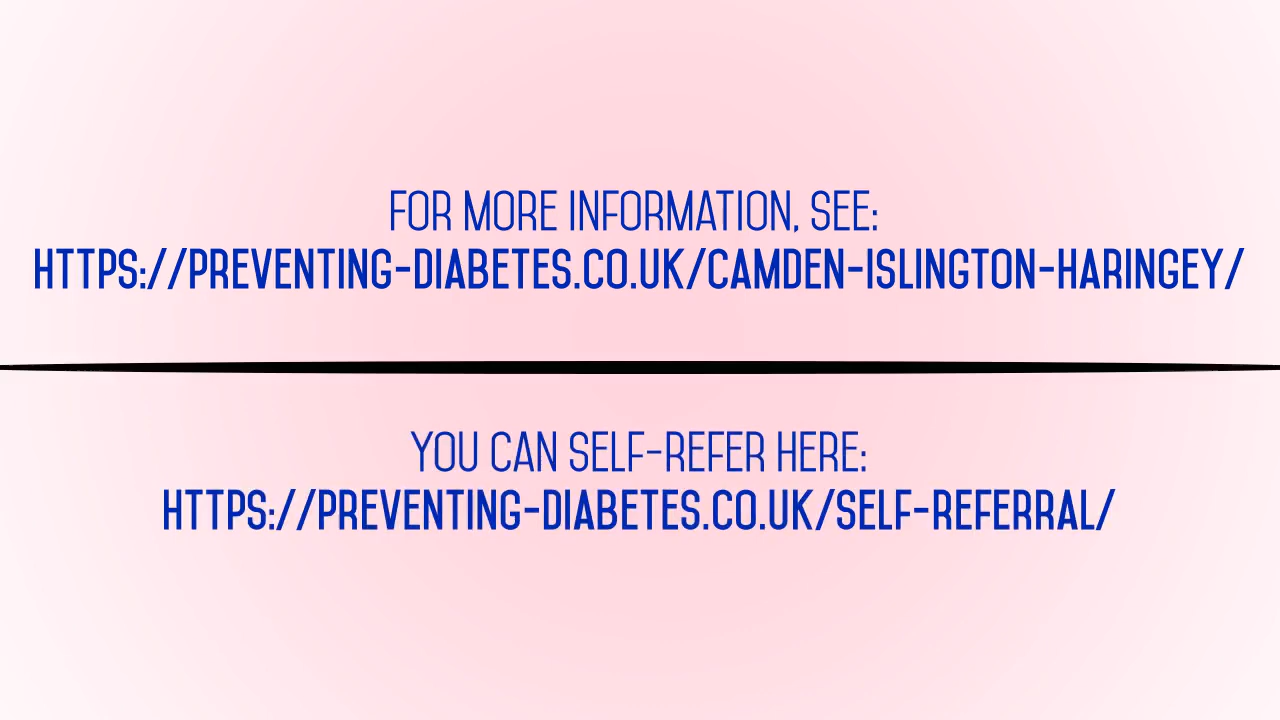 FOR MORE INFORMATION, SEE:
HTTPS://PREVENTING-DIABETES.CO.UK/CAMDEN-ISLINGTON-HARINGEY/
YOU CAN SELF-REFER HERE:
HTTPS://PREVENTING-DIABETES.CO.UK/SELF-REFERRAL/